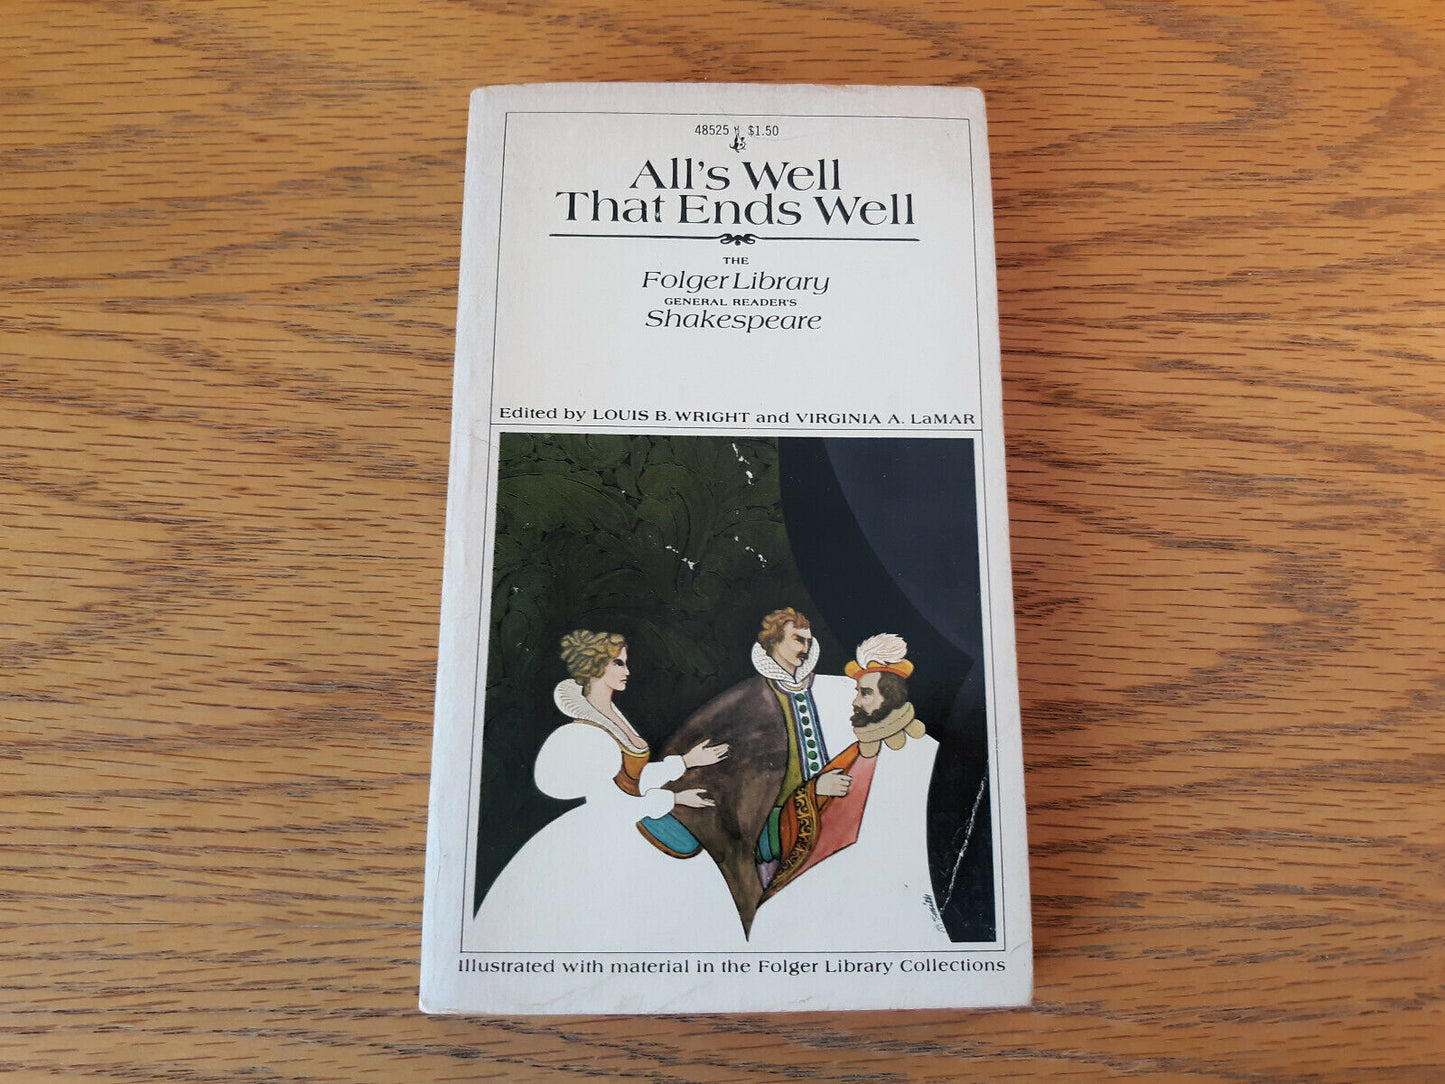 48525 $1.50
All's Well
That Ends Well
THE
Folger Library
GENERAL READER'S
Shakespeare
Edited by LOUIS B. WRIGHT and VIRGINIA A. LaMAR
Illustrated with material in the Folger Library Collections